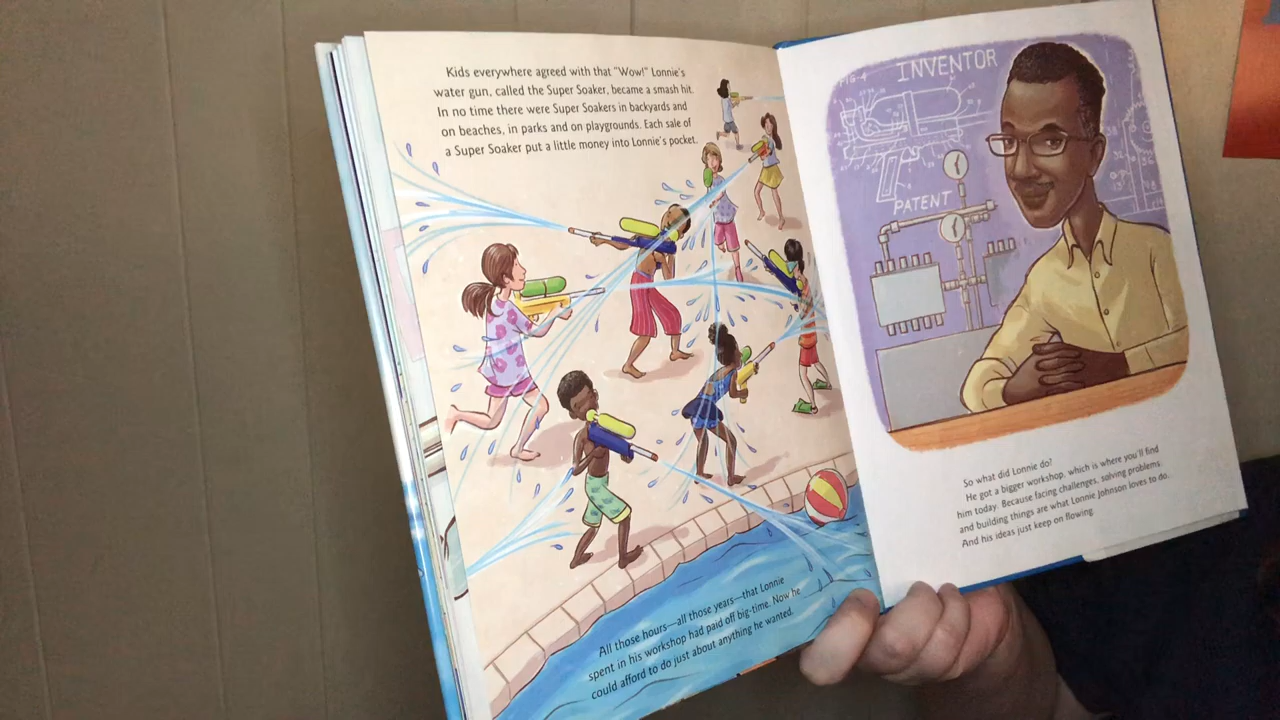 Kids everywhere agreed with that "Wow!" Lonnie's
water gun, called the Super Soaker, became a smash hit.
In no time there were Super Soakers in backyards and
on beaches, in parks and on playgrounds. Each sale of
a Super Soaker put a little money into Lonnie's pocket.
All those hours—all those years—that Lonnie
spent in his workshop had paid off big-time. Now he
could afford to do just about anything he wanted.
FIG-4
INVENTOR
PATENT
So what did Lonnie do?
He got a bigger workshop, which is where you'll find
him today. Because facing challenges, solving problems,
and building things are what Lonnie Johnson loves to do.
And his ideas just keep on flowing.